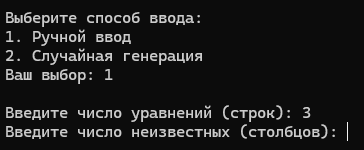 Выберите способ ввода:
1. Ручной ввод
2. Случайная генерация
Ваш выбор: 1
Введите число уравнений (строк): 3
Введите число неизвестных (столбцов):